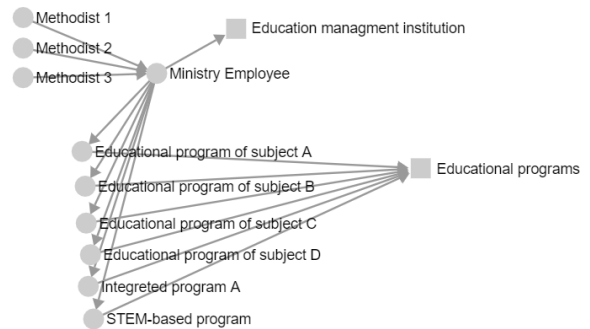 Methodist 1
Education managment institution
Methodist 2
Methodist 3
Ministry Employee
Educational program of subject A
Educational programs
Educational program of subject B
Educational program of subject C
Educational program of subject D
Integreted program A
STEM-based program